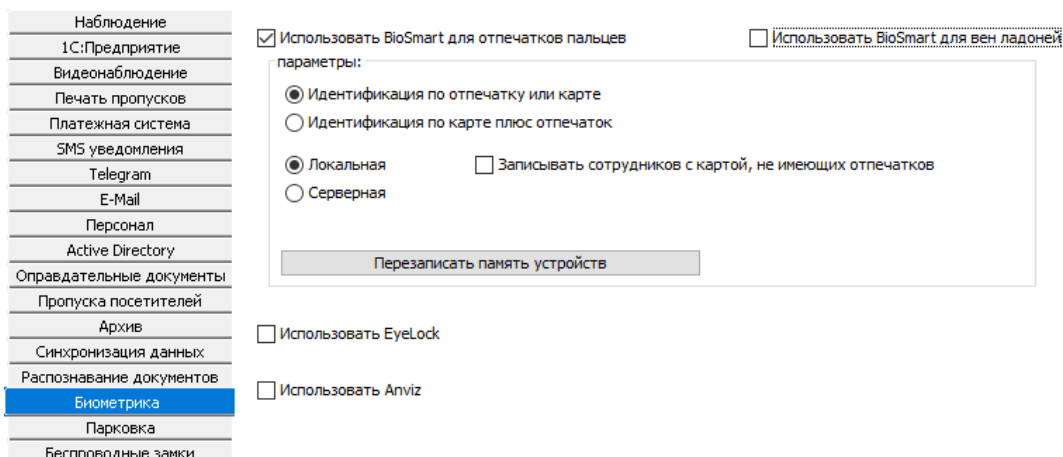 Наблюдение
1С:Предприятие
Видеонаблюдение
Печать пропусков
Платежная система
SMS уведомления
Telegram
E-Mail
Персонал
Active Directory
Оправдательные документы
Пропуска посетителей
Архив
Синхронизация данных
Распознавание документов
Биометрика
Парковка
Беспроводные замки
Использовать BioSmart для отпечатков пальцев
Использовать BioSmart для вен ладоней
параметры:
Идентификация по отпечатку или карте
Идентификация по карте плюс отпечаток
Локальная
Записывать сотрудников с картой, не имеющих отпечатков
Серверная
Перезаписать память устройств
Использовать EyeLock
Использовать Anviz